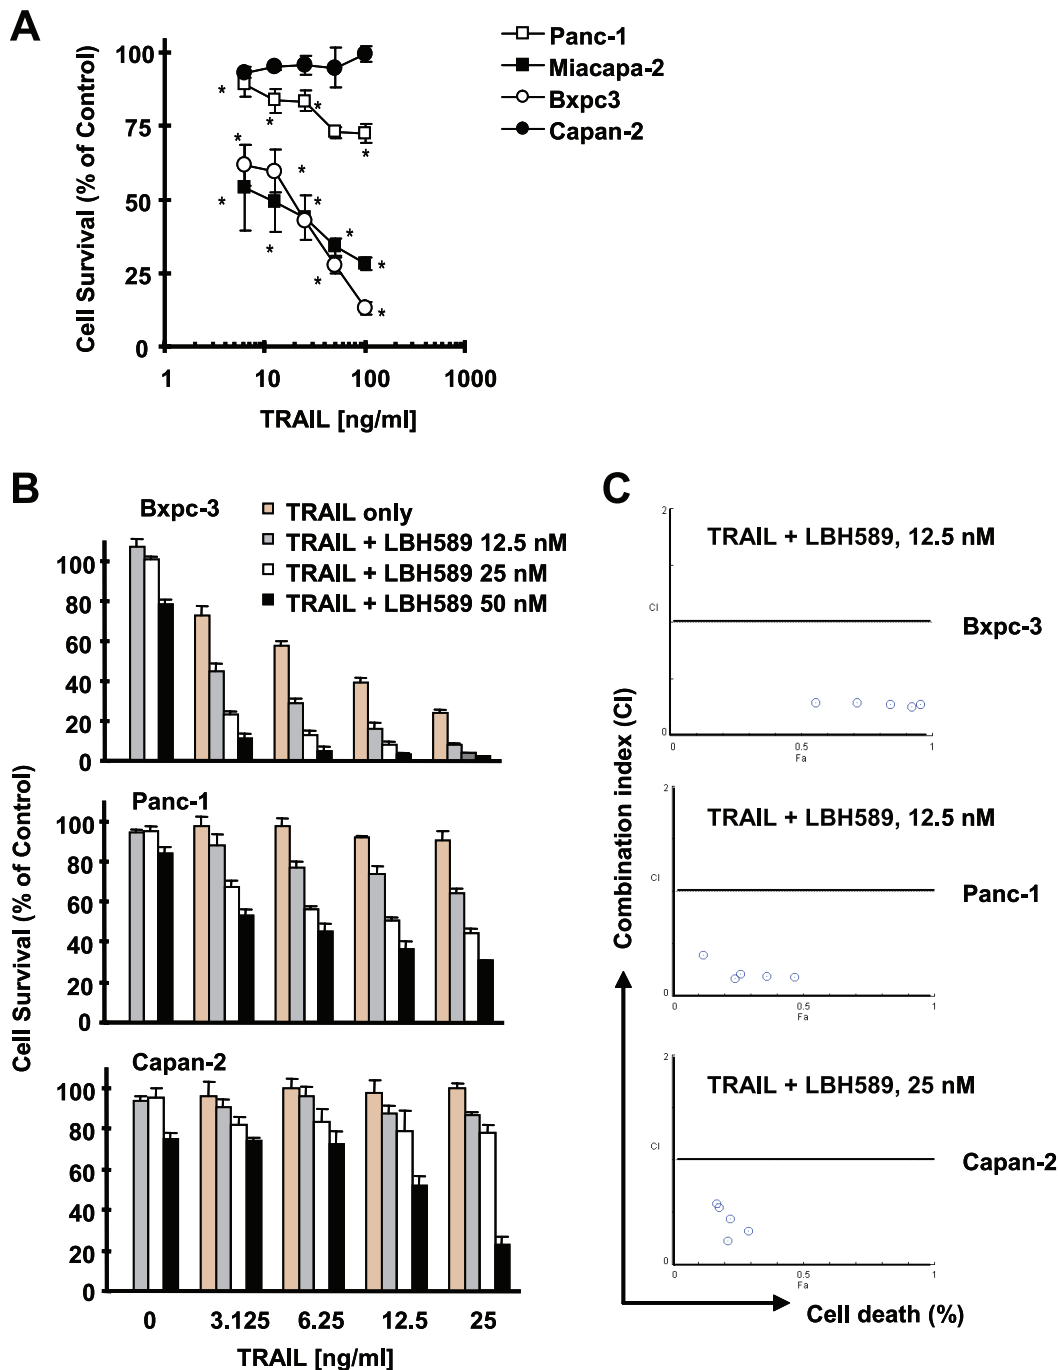 A
100
75
50
25
0
Cell Survival (% of Control)
1 10 100 1000
TRAIL [ng/ml]
Panc-1
Miacapa-2
Bxpc3
Capan-2
* * * *
* * * * *
* * * * *
B
Bxpc-3
TRAIL only
TRAIL + LBH589 12.5 nM
TRAIL + LBH589 25 nM
TRAIL + LBH589 50 nM
100
80
60
40
20
0
Panc-1
100
80
60
40
20
0
Capan-2
100
80
60
40
20
0
Cell Survival (% of Control)
0 3.125 6.25 12.5 25
TRAIL [ng/ml]
C
2
TRAIL + LBH589, 12.5 nM
CI
Bxpc-3
0
0 0.5 1
Fa
2
TRAIL + LBH589, 12.5 nM
CI
Panc-1
0
0 0.5 1
Fa
2
TRAIL + LBH589, 25 nM
CI
Capan-2
0
0 0.5 1
Fa
Combination index (CI)
Cell death (%)